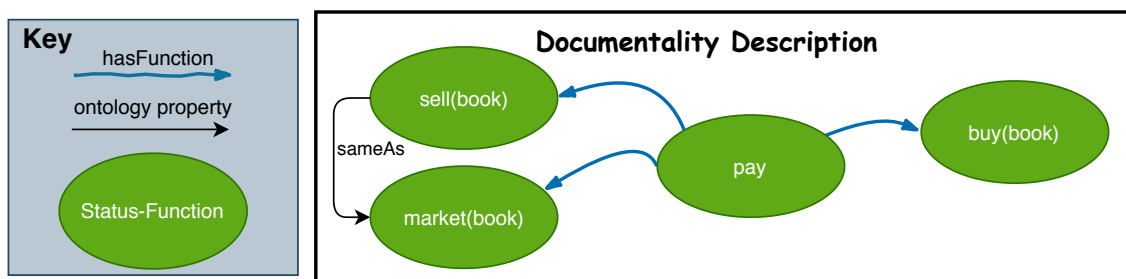 Key
hasFunction
ontology property
Status-Function
Documentality Description
sell(book)
sameAs
market(book)
pay
buy(book)